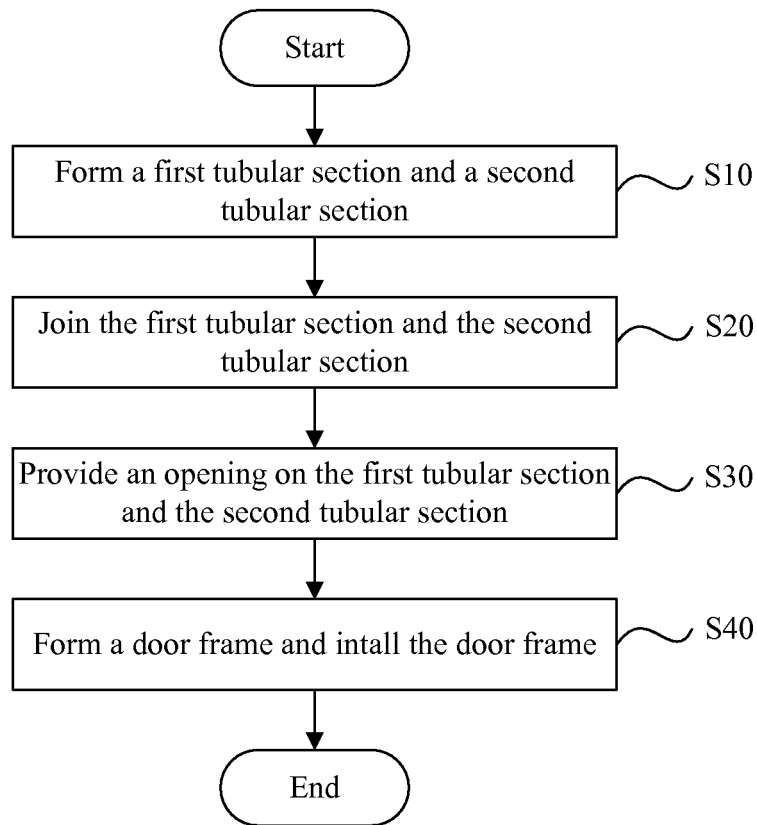 Start
Form a first tubular section and a second
tubular section
S10
Join the first tubular section and the second
tubular section
S20
Provide an opening on the first tubular section
and the second tubular section
S30
Form a door frame and intall the door frame
S40
End